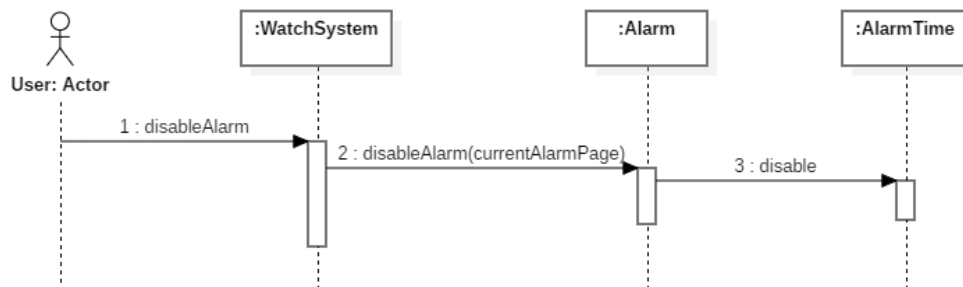 :WatchSystem
:Alarm
:AlarmTime
User: Actor
1 : disableAlarm
2 : disableAlarm(currentAlarmPage)
3 : disable